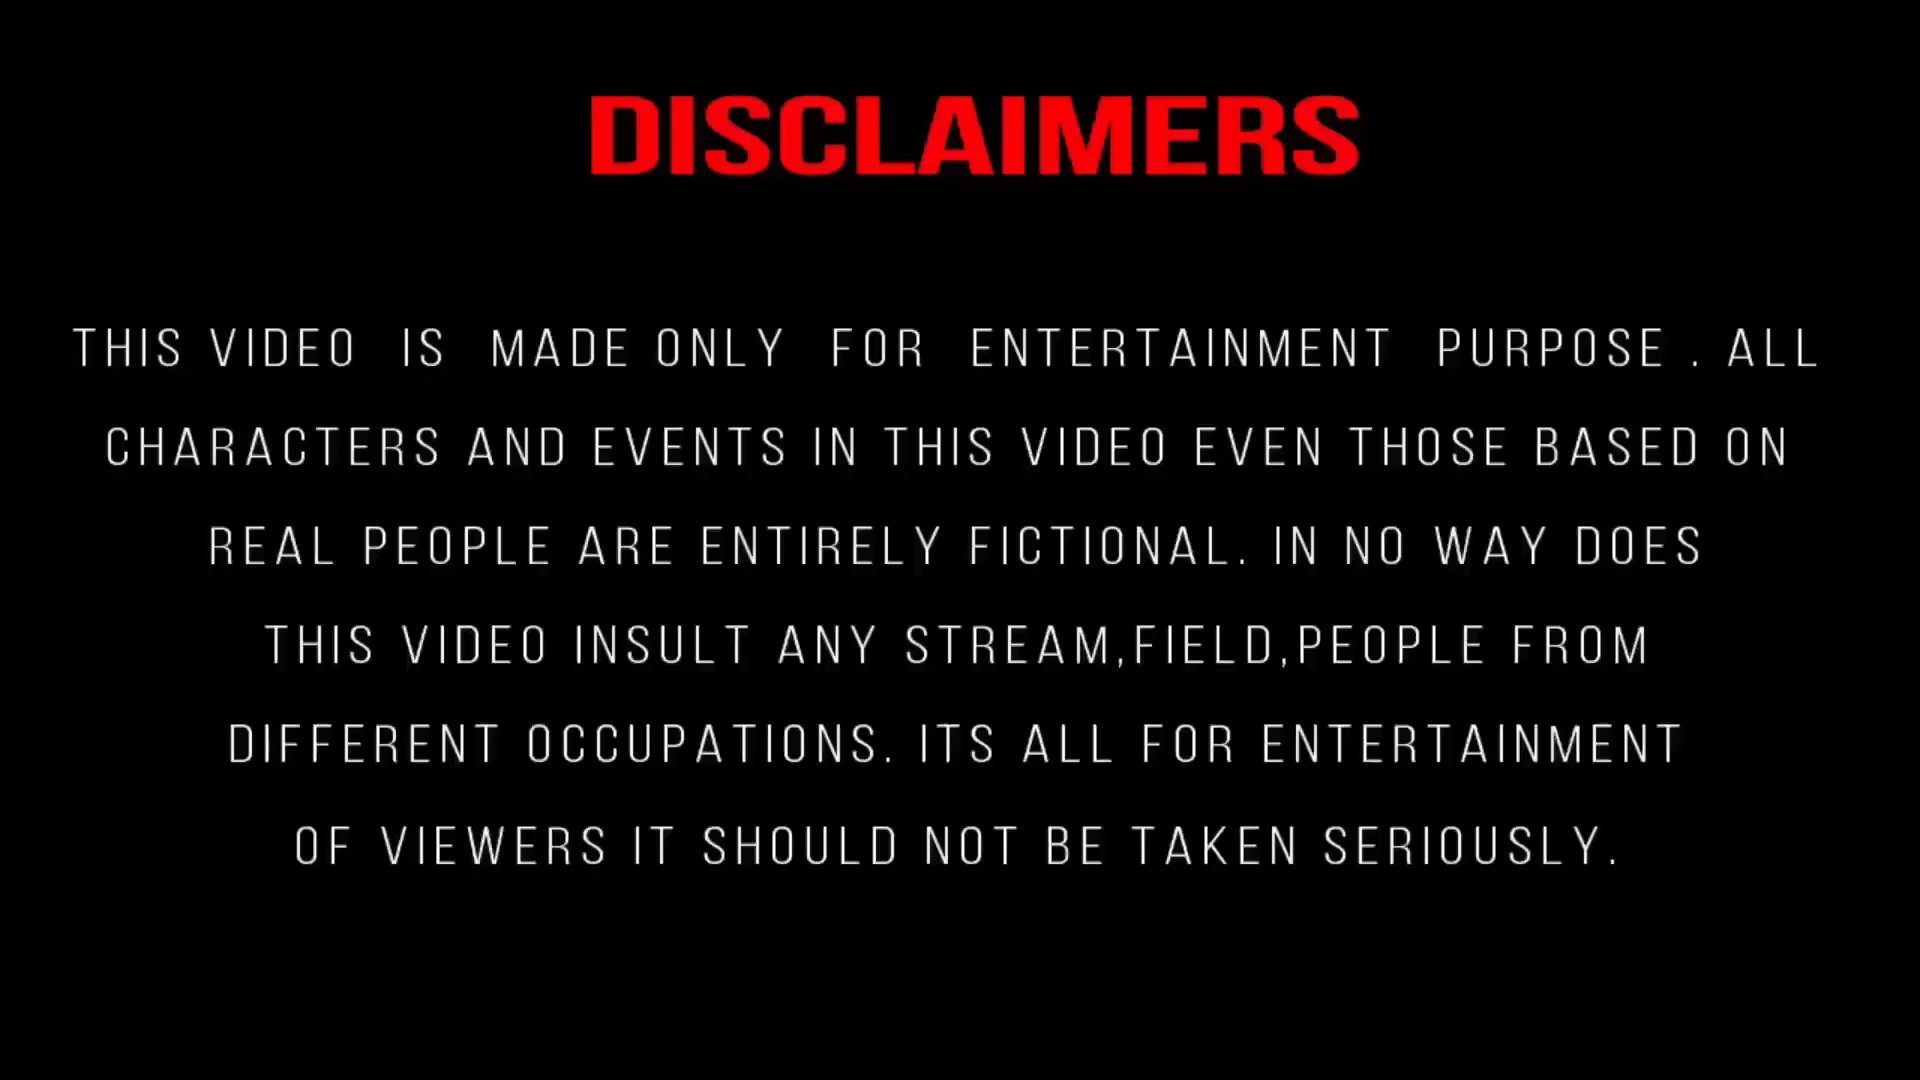 DISCLAIMERS
THIS VIDEO IS MADE ONLY FOR ENTERTAINMENT PURPOSE . ALL
CHARACTERS AND EVENTS IN THIS VIDEO EVEN THOSE BASED ON
REAL PEOPLE ARE ENTIRELY FICTIONAL. IN NO WAY DOES
THIS VIDEO INSULT ANY STREAM,FIELD,PEOPLE FROM
DIFFERENT OCCUPATIONS. ITS ALL FOR ENTERTAINMENT
OF VIEWERS IT SHOULD NOT BE TAKEN SERIOUSLY.